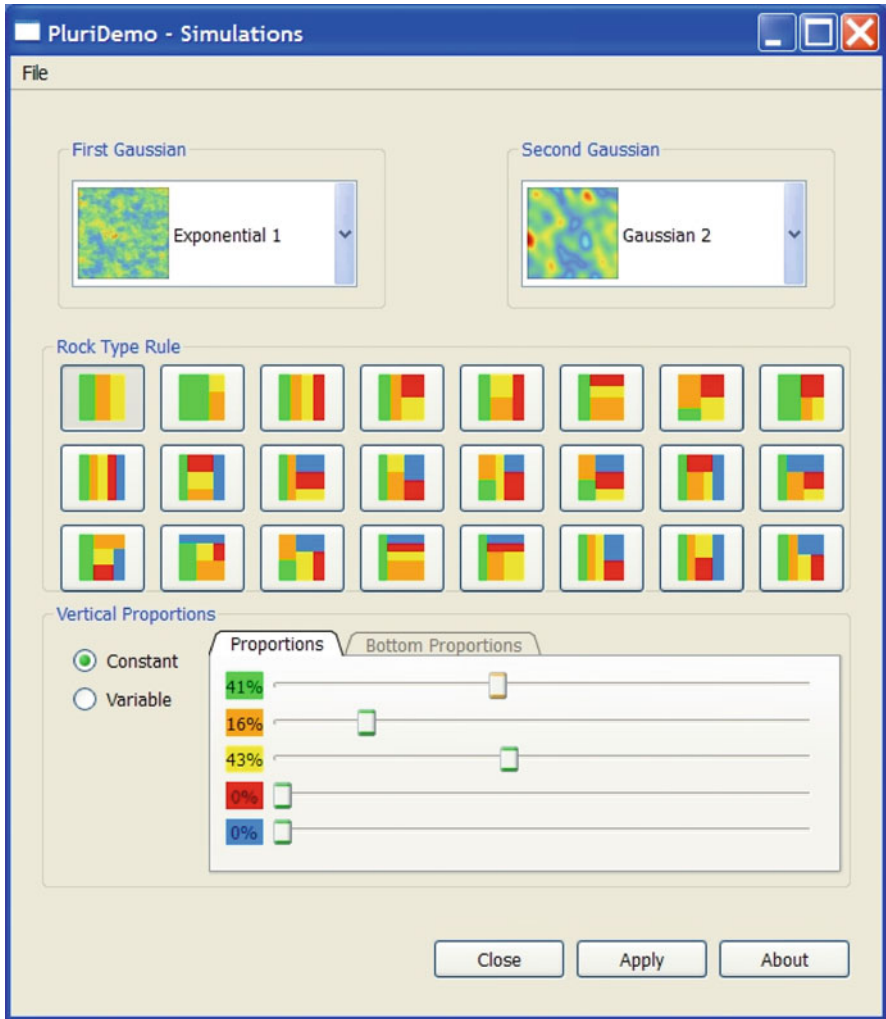 PluriDemo - Simulations
File
First Gaussian
Second Gaussian
Exponential 1
Gaussian 2
Rock Type Rule
Vertical Proportions
Constant
Variable
Proportions
Bottom Proportions
41%
16%
43%
0%
0%
Close
Apply
About